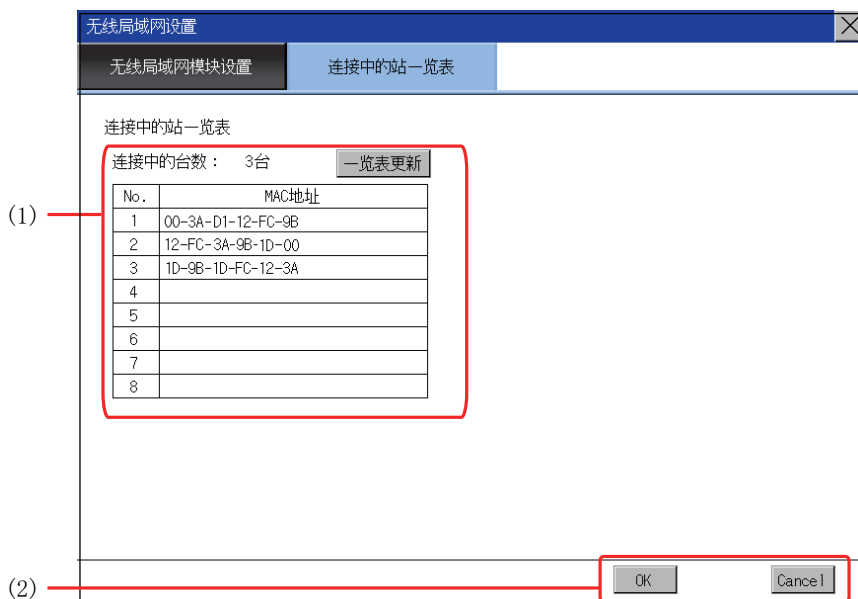 无线局域网设置
无线局域网模块设置 连接中的站一览表
连接中的站一览表
连接中的台数： 3台 一览表更新
(1)
No. MAC地址
1 00-3A-D1-12-FC-9B
2 12-FC-3A-9B-1D-00
3 1D-9B-1D-FC-12-3A
4
5
6
7
8
(2)
OK Cancel